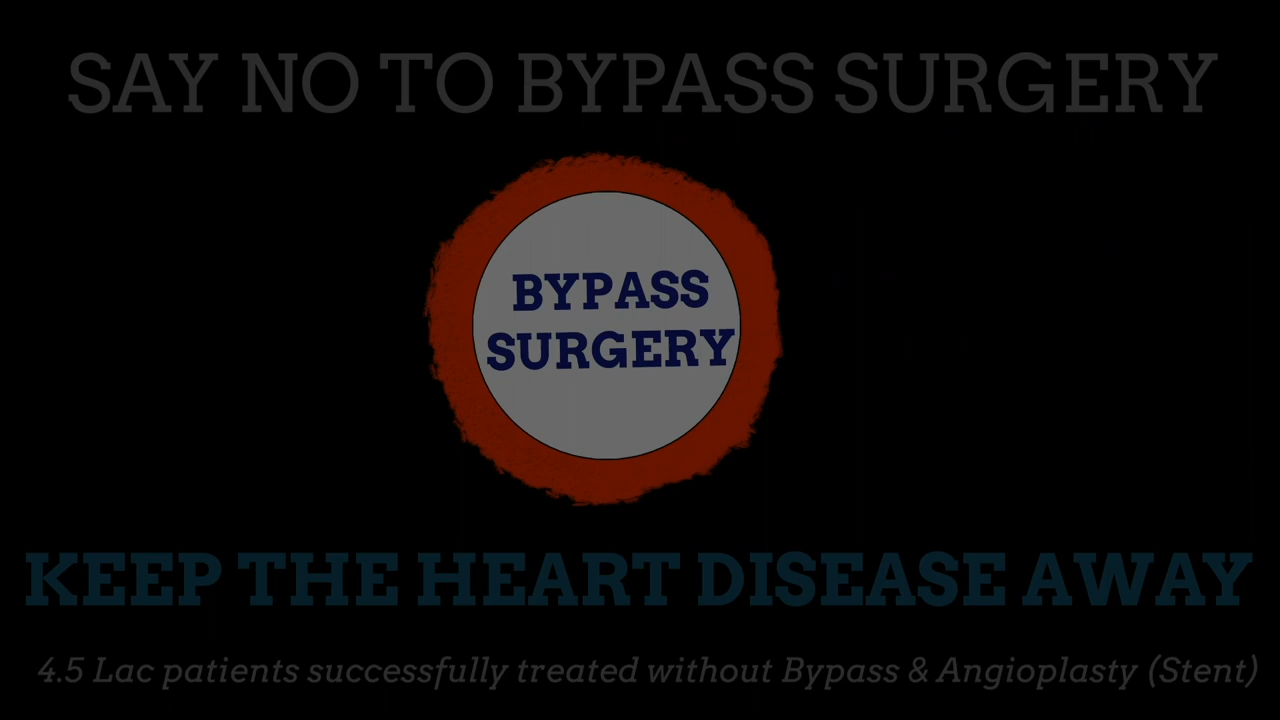 SAY NO TO BYPASS SURGERY
BYPASS
SURGERY
KEEP THE HEART DISEASE AWAY
4.5 Lac patients successfully treated without Bypass & Angioplasty (Stent)